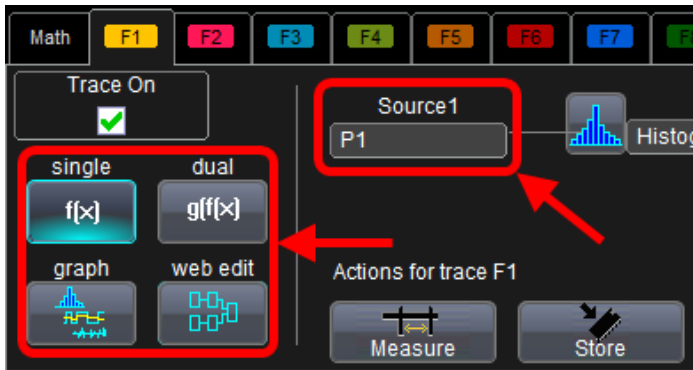 Math F1 F2 F3 F4 F5 F6 F7
Trace On
single dual
f(x) g(f(x)
graph web edit
Source1
P1
Histog
Actions for trace F1
Measure Store